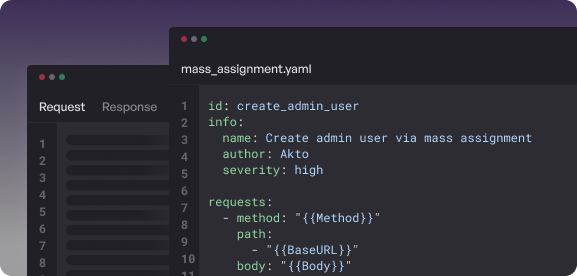 mass_assignment.yaml
Request Response
1
2
3
4
5
6
7
8
1 id: create_admin_user
2 info:
3 name: Create admin user via mass assignment
4 author: Akto
5 severity: high
6
7 requests:
8 - method: "{{Method}}"
9 path:
10 - "{{BaseURL}}"
11 body: "{{Body}}"